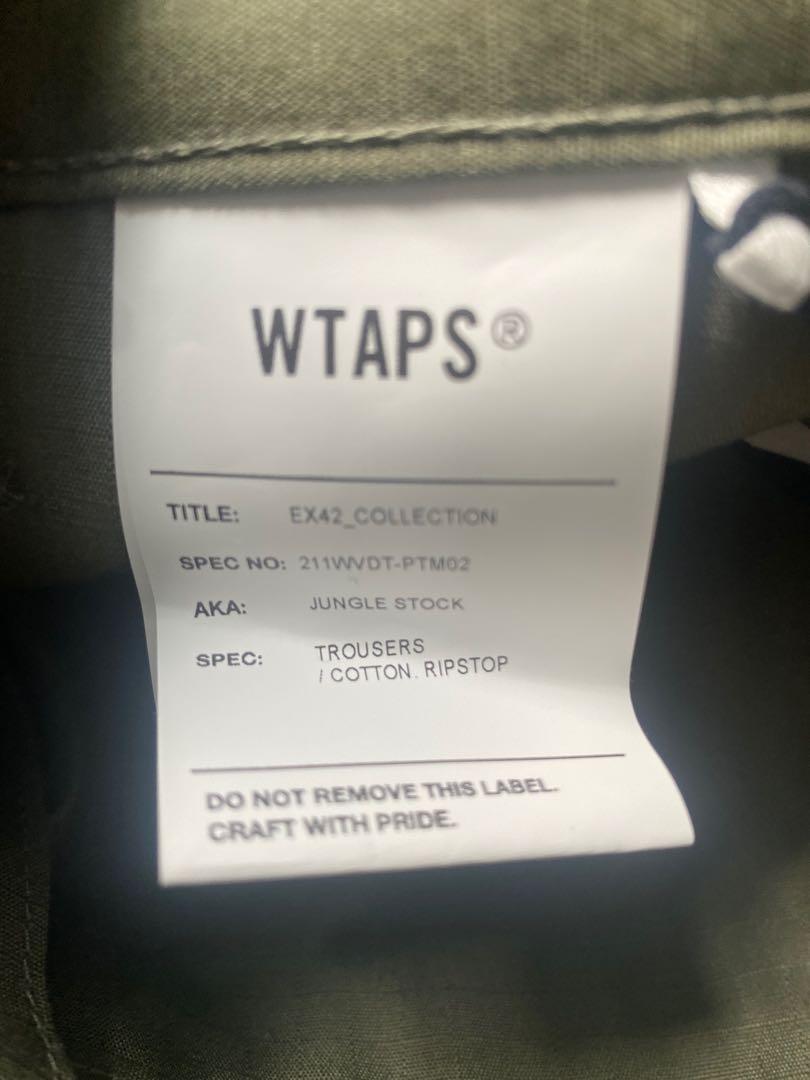 WTAPS®
TITLE: EX42_COLLECTION
SPEC NO: 211WVDT-PTM02
AKA: JUNGLE STOCK
SPEC: TROUSERS
/ COTTON. RIPSTOP
DO NOT REMOVE THIS LABEL.
CRAFT WITH PRIDE.